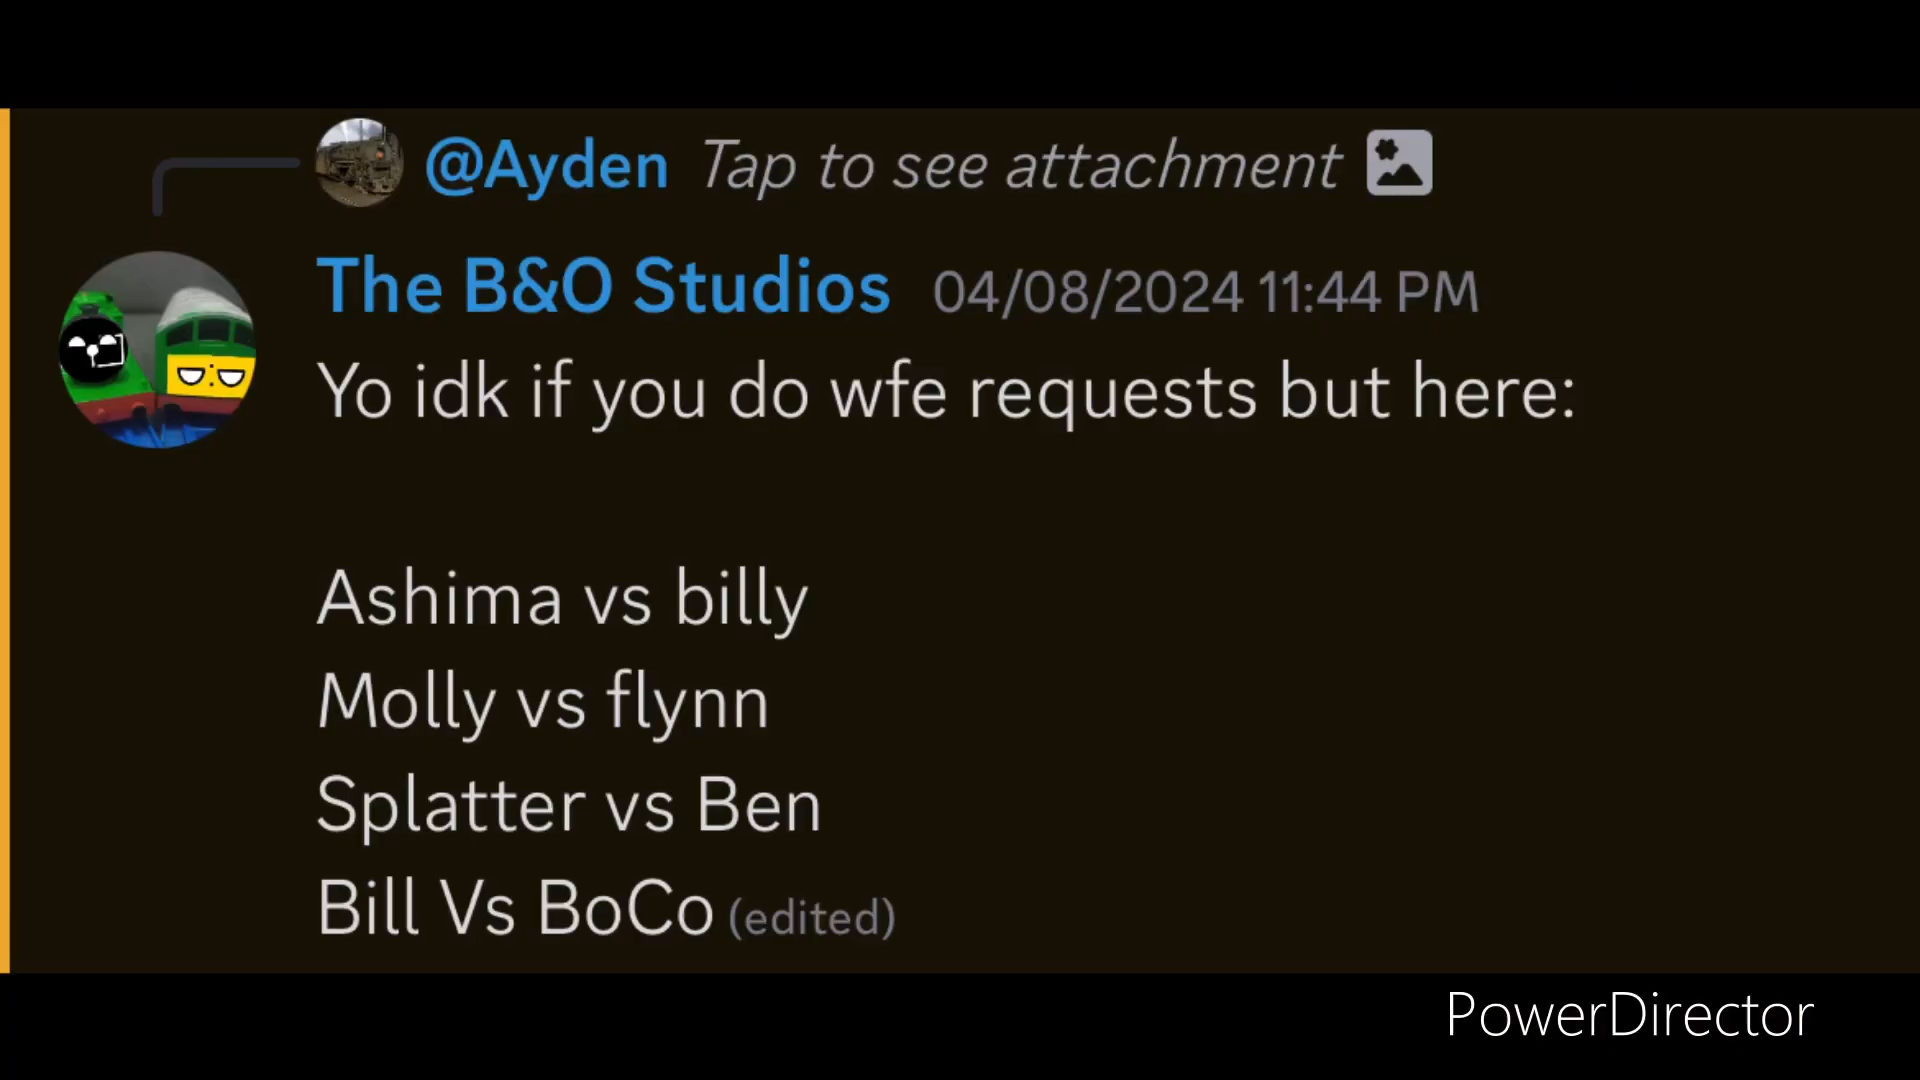 @Ayden Tap to see attachment
The B&O Studios 04/08/2024 11:44 PM
Yo idk if you do wfe requests but here:
Ashima vs billy
Molly vs flynn
Splatter vs Ben
Bill Vs BoCo (edited)
PowerDirector